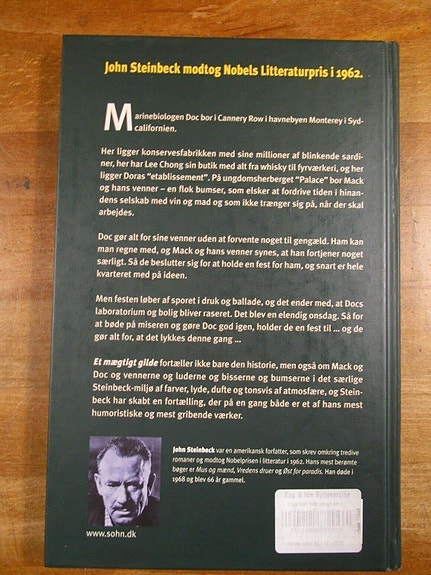 John Steinbeck modtog Nobels Litteraturpris i 1962.
Marinebiologen Doc bor i Cannery Row i havnebyen Monterey i Syd-
californien.
Her ligger konservesfabrikken med sine millioner af blinkende sardi-
ner, her har Lee Chong sin butik med alt fra whisky til fyrværkeri, og her
ligger Doras "etablissement". På ungdomsherberget "Palace" bor Mack
og hans venner – en flok bumser, som elsker at fordrive tiden i hinan-
dens selskab med vin og mad og som ikke trænger sig på, når der skal
arbejdes.
Doc gør alt for sine venner uden at forvente noget til gengæld. Ham kan
man regne med, og Mack og hans venner synes, at han fortjener noget
særligt. Så de beslutter sig for at holde en fest for ham, og snart er hele
kvarteret med på ideen.
Men festen løber af sporet i druk og ballade, og det ender med, at Docs
laboratorium og bolig bliver raseret. Det blev en elendig onsdag. Så for
at bøde på miseren og gøre Doc god igen, holder de en fest til ... og de
gør alt for, at det lykkes denne gang ...
Et mægtigt gilde fortæller ikke bare den historie, men også om Mack og
Doc og vennerne og luderne og bisserne og bumserne i det særlige
Steinbeck-miljø af farver, lyde, dufte og tonsvis af atmosfære, og Stein-
beck har skabt en fortælling, der på en gang både er et af hans mest
humoristiske og mest gribende værker.
John Steinbeck var en amerikansk forfatter, som skrev omkring tredive
romaner og modtog Nobelprisen i litteratur i 1962. Hans mest berømte
bøger er Mus og mænd, Vredens druer og Øst for paradis. Han døde i
1968 og blev 66 år gammel.
www.sohn.dk